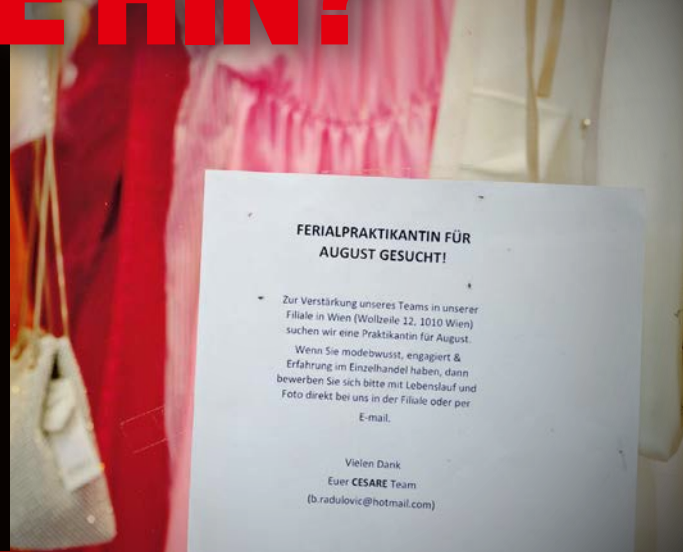 E HIN?
FERIALPRAKTIKANTIN FÜR
AUGUST GESUCHT!
Zur Verstärkung unseres Teams in unserer
Filiale in Wien (Wollzeile 12, 1010 Wien)
suchen wir eine Praktikantin für August.
Wenn Sie modebwusst, engagiert &
Erfahrung im Einzelhandel haben, dann
bewerben Sie sich bitte mit Lebenslauf und
Foto direkt bei uns in der Filiale oder per
E-mail.
Vielen Dank
Euer CESARE Team
(b.radulovic@hotmail.com)